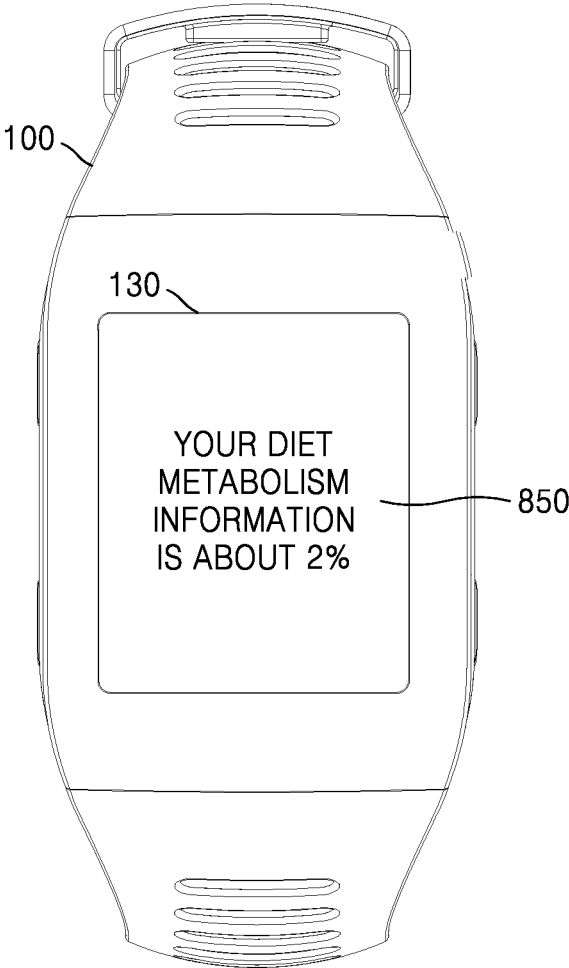 100
130
YOUR DIET
METABOLISM
INFORMATION
IS ABOUT 2%
850